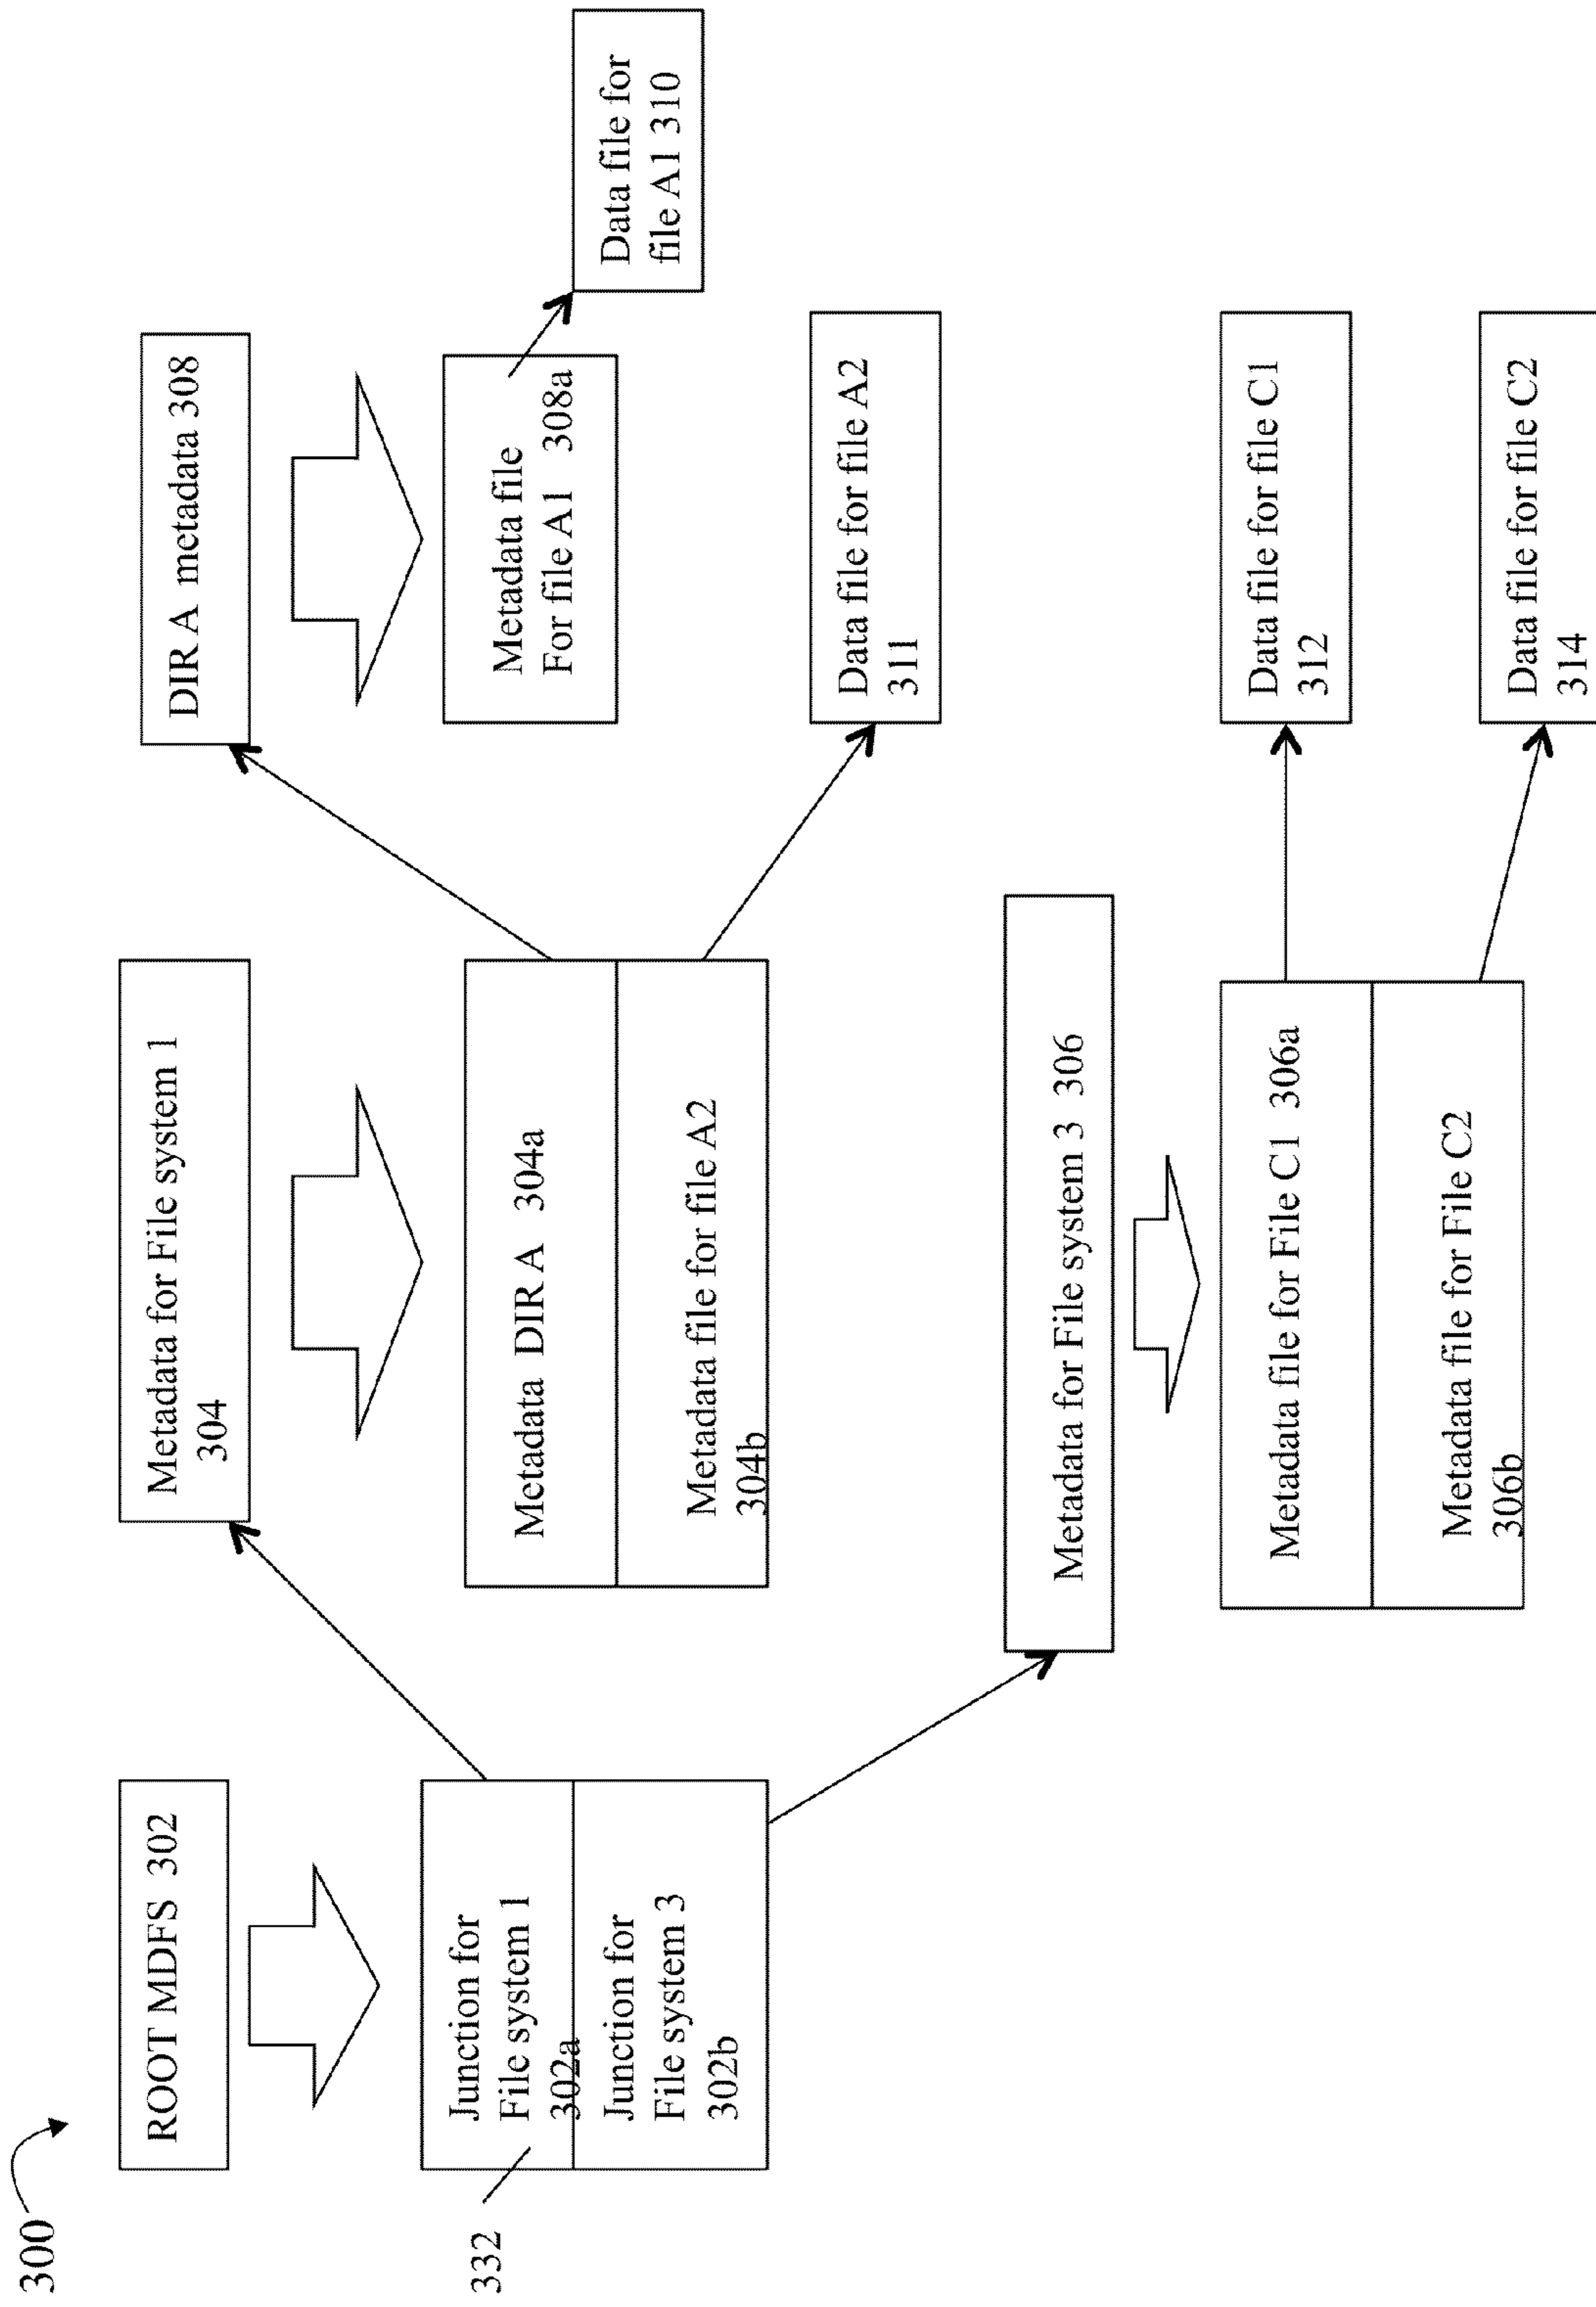 300
ROOT MDFS 302
332
Junction for
File system 1
302a
Junction for
File system 3
302b
Metadata for File system 1
304
Metadata DIR A 304a
Metadata file for file A2
304b
Metadata for File system 3 306
Metadata file for File C1 306a
Metadata file for File C2
306b
DIR A metadata 308
Metadata file
For file A1 308a
Data file for
file A1 310
Data file for file A2
311
Data file for file C1
312
Data file for file C2
314